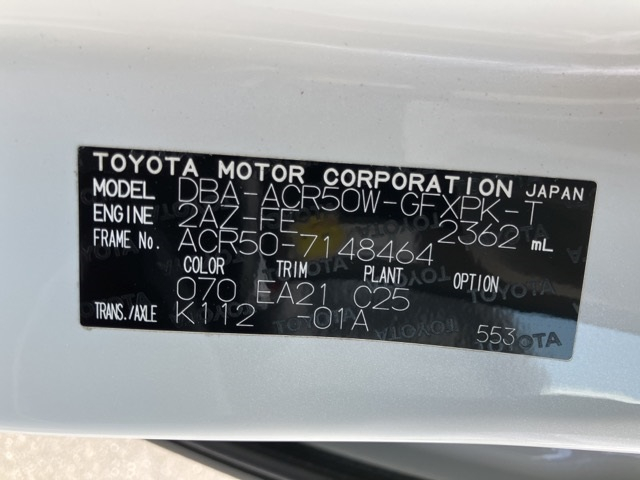 TOYOTA MOTOR CORPORATION JAPAN
MODEL DBA-ACR50W-GFXPK-T
ENGINE 2AZ-FE 2362 mL
FRAME No. ACR50-7148464
COLOR TRIM PLANT OPTION
070 EA21 C25
TRANS./AXLE K112 -01A
553